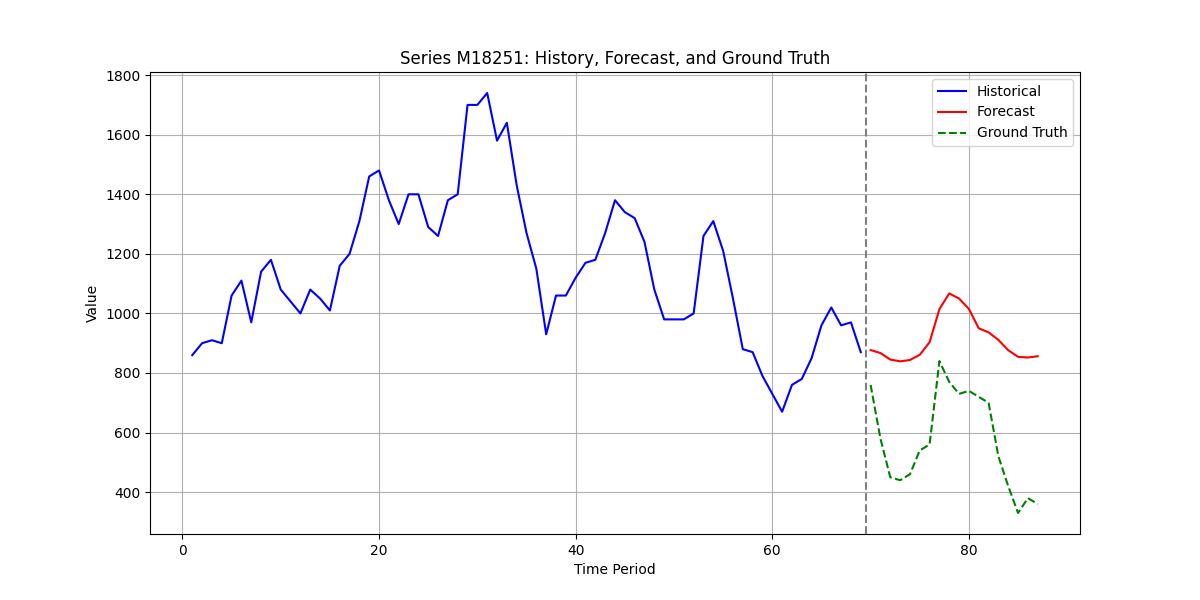 Series M18251: History, Forecast, and Ground Truth
1800
1600
1400
1200
1000
800
600
400
Value
0
20
40
60
80
Time Period
Historical
Forecast
Ground Truth